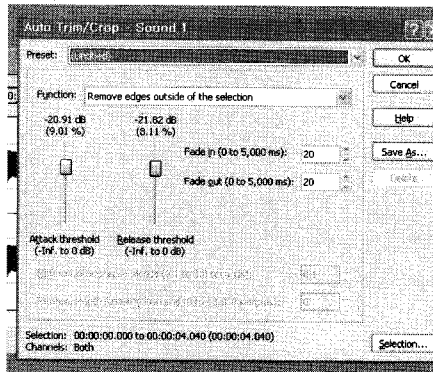 Auto Trim/Crop - Sound 1
Preset: (Untitled)
OK
Cancel
Function: Remove edges outside of the selection
Help
-20.91 dB -21.82 dB
(9.01 %) (8.11 %)
Fade in (0 to 5,000 ms): 20
Save As...
Fade out (0 to 5,000 ms): 20
Delete
Attack threshold Release threshold
(-Inf. to 0 dB) (-Inf. to 0 dB)
Selection: 00:00:00.000 to 00:00:04.040 (00:00:04.040)
Channels: Both
Selection...